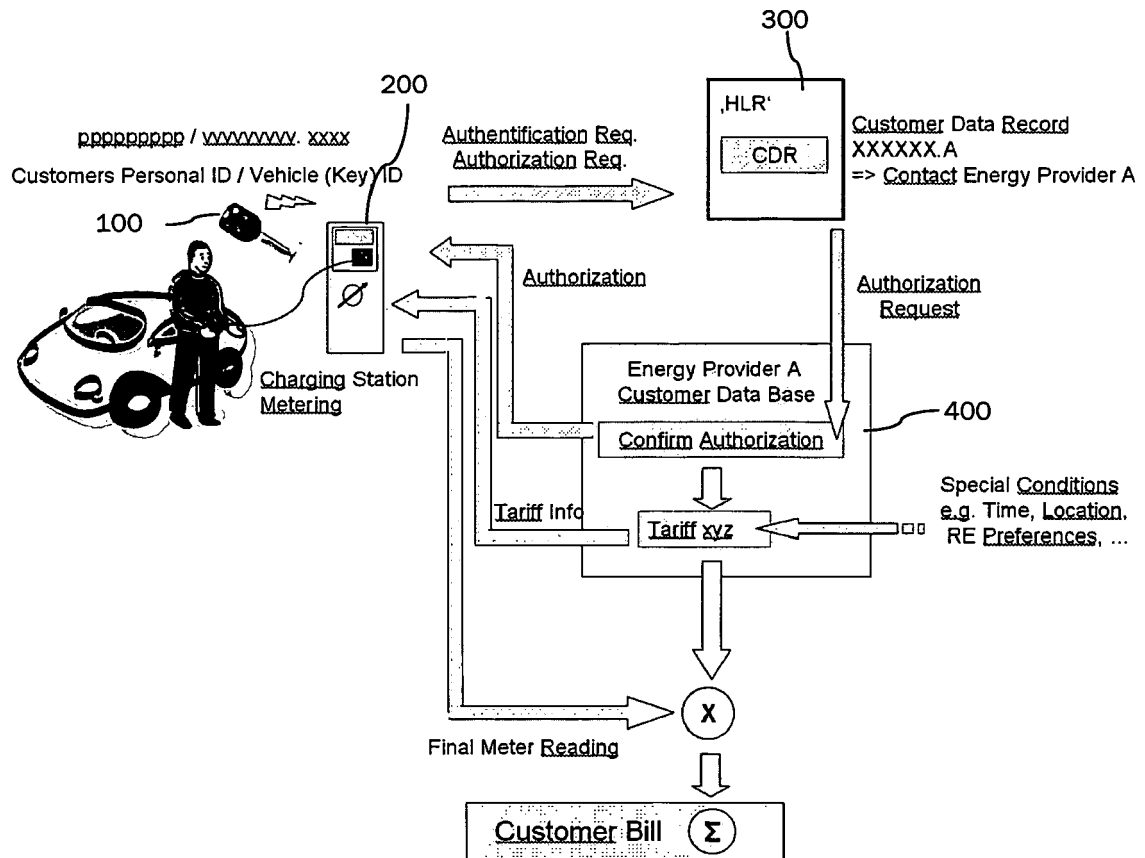 300
200
‚HLR‘
CDR
Customer Data Record
XXXXXX.A
=> Contact Energy Provider A
pppppppppp / vvvvvvvvv. xxxx
Customers Personal ID / Vehicle (Key) ID
Authentification Req.
Authorization Req.
100
Authorization
Authorization
Request
Charging Station
Metering
Energy Provider A
Customer Data Base
400
Confirm Authorization
Tariff Info
Tariff xyz
Special Conditions
e.g. Time, Location,
RE Preferences, ...
X
Final Meter Reading
Customer Bill Σ